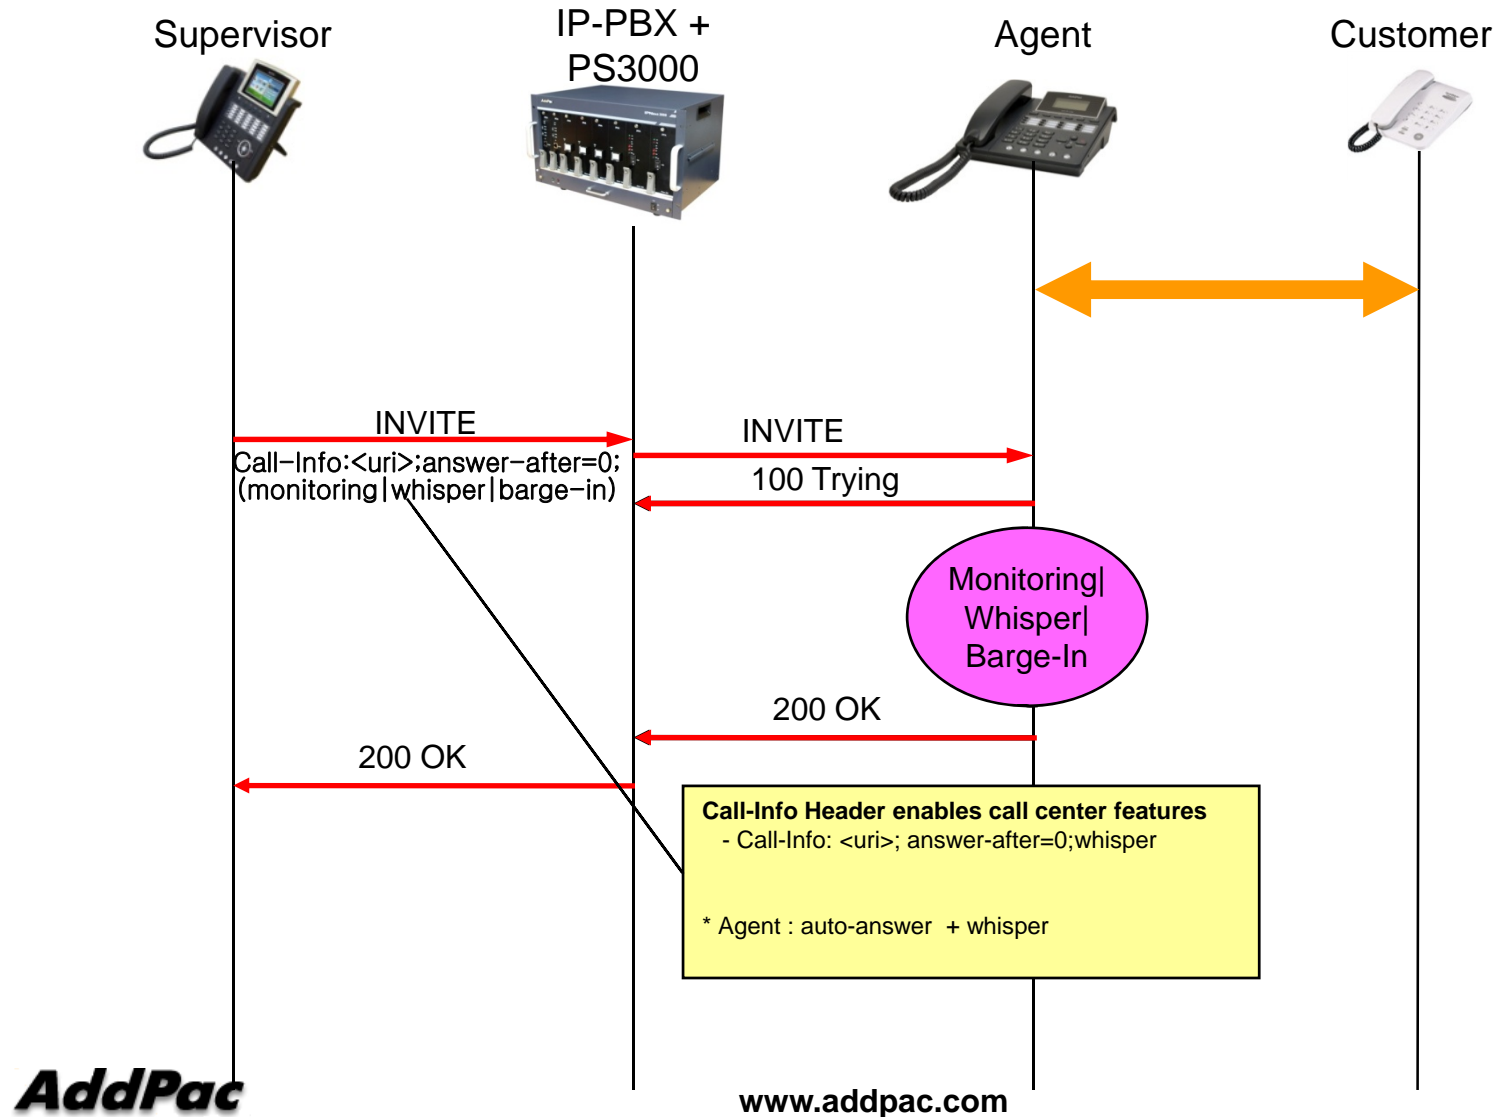 Supervisor
IP-PBX +
PS3000
Agent
Customer
INVITE
Call-Info:<uri>;answer-after=0;
(monitoring|whisper|barge-in)
INVITE
100 Trying
Monitoring|
Whisper|
Barge-In
200 OK
200 OK
Call-Info Header enables call center features
- Call-Info: <uri>; answer-after=0;whisper
* Agent : auto-answer + whisper
AddPac
www.addpac.com